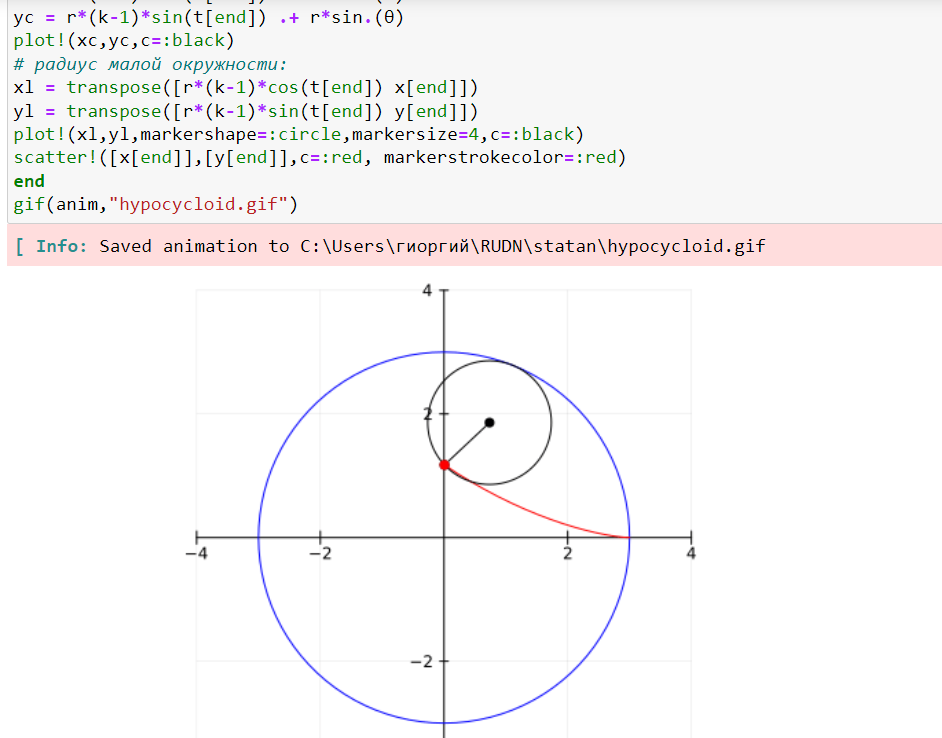 yc = r*(k-1)*sin(t[end]) .+ r*sin.(θ)
plot!(xc,yc,c=:black)
# радиус малой окружности:
xl = transpose([r*(k-1)*cos(t[end]) x[end]])
yl = transpose([r*(k-1)*sin(t[end]) y[end]])
plot!(xl,yl,markershape=:circle,markersize=4,c=:black)
scatter!([x[end]],[y[end]],c=:red, markerstrokecolor=:red)
end
gif(anim,"hypocycloid.gif")
[ Info: Saved animation to C:\Users\гиоргий\RUDN\statan\hypocycloid.gif
4
2
−4 −2 2 4
−2